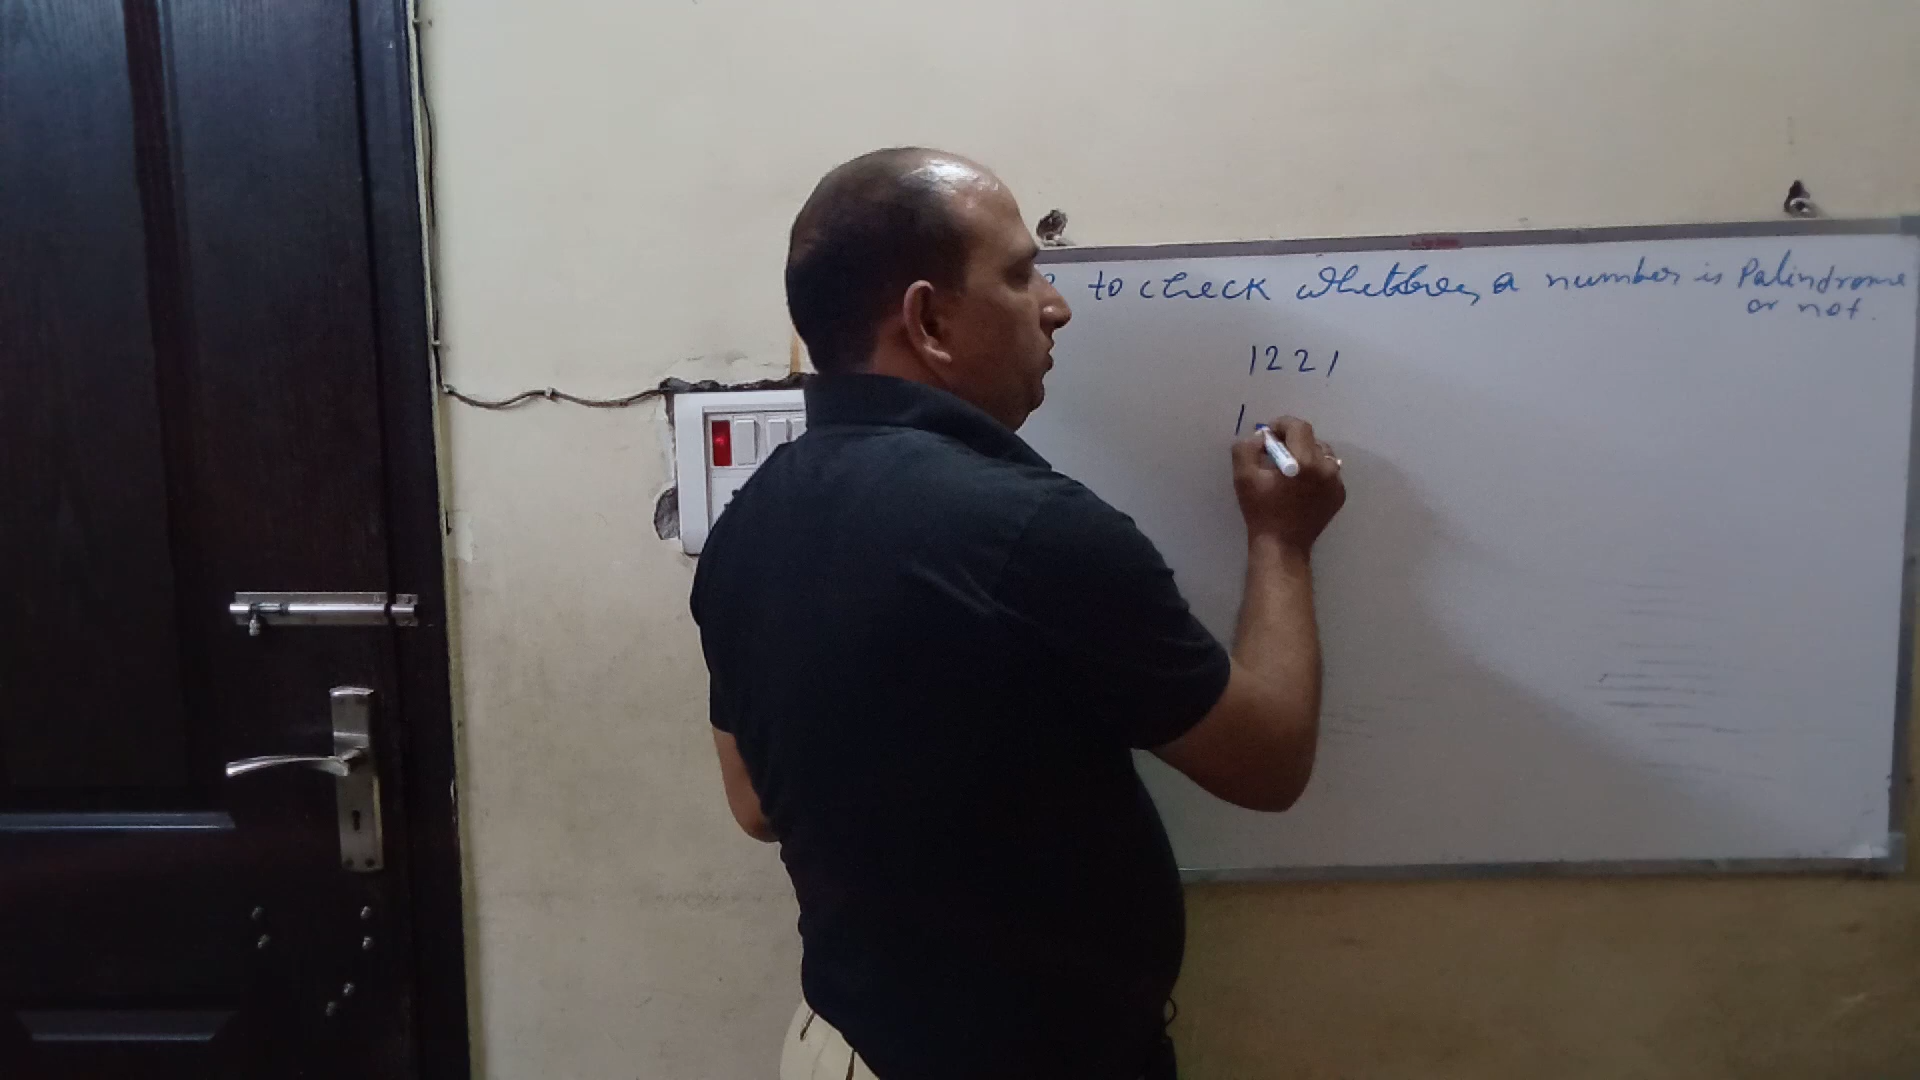 to check whether a number is Palindrome
or not.
1221
1